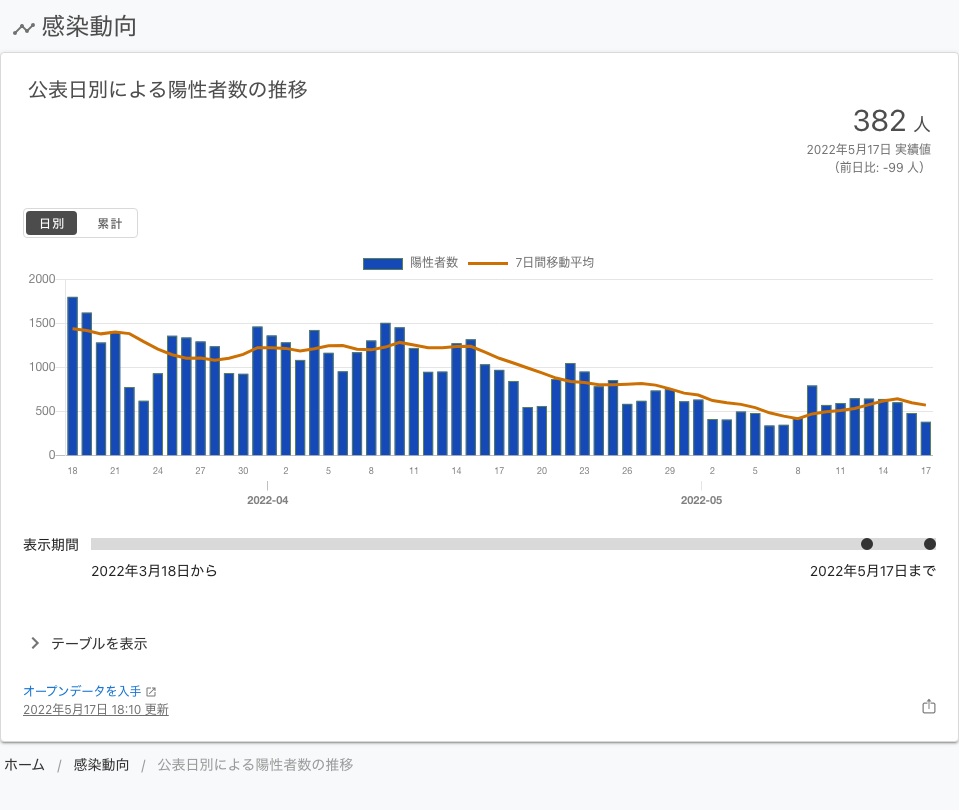 感染動向
公表日別による陽性者数の推移
382 人
2022年5月17日 実績値
（前日比: -99 人）
日別 累計
陽性者数 7日間移動平均
2000
1500
1000
500
0
18 21 24 27 30 2 5 8 11 14 17 20 23 26 29 2 5 8 11 14 17
2022-04 2022-05
表示期間
2022年3月18日から 2022年5月17日まで
テーブルを表示
オープンデータを入手
2022年5月17日 18:10 更新
ホーム / 感染動向 / 公表日別による陽性者数の推移